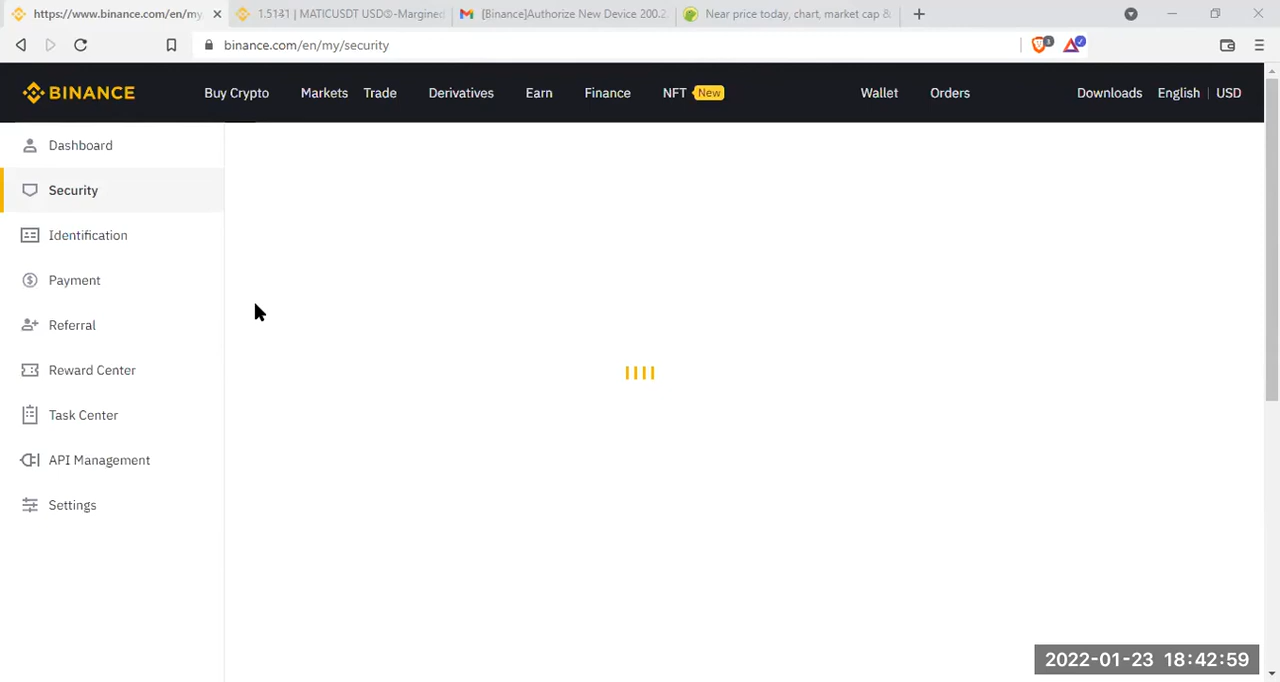 https://www.binance.com/en/my
1.5141 | MATICUSDT USDⓈ-Margined
[Binance]Authorize New Device 200.2
Near price today, chart, market cap &
binance.com/en/my/security
3
BINANCE
Buy Crypto
Markets
Trade
Derivatives
Earn
Finance
NFT
New
Wallet
Orders
Downloads
English
USD
Dashboard
Security
Identification
Payment
Referral
Reward Center
Task Center
API Management
Settings
2022-01-23 18:42:59